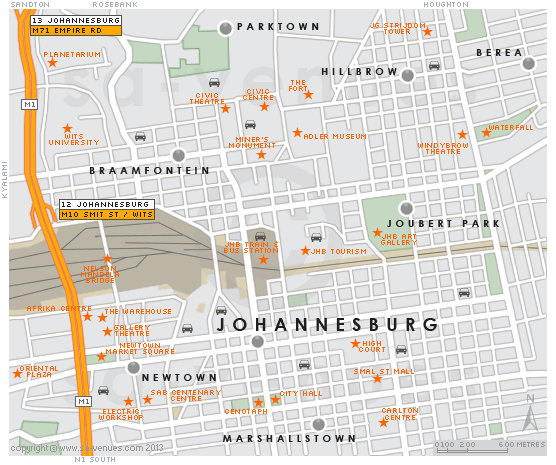 SANDTON
ROSEBANK
HOUGHTON
13 JOHANNESBURG
M71 EMPIRE RD
PARKTOWN
JG STRIJDOM
TOWER
BEREA
PLANETARIUM
HILLBROW
THE
FORT
CIVIC
THEATRE
CIVIC
CENTRE
M1
WITS
UNIVERSITY
MINER'S
MONUMENT
ADLER MUSEUM
WATERFALL
WINDYBROW
THEATRE
BRAAMFONTEIN
KYALAMI
12 JOHANNESBURG
M10 SMIT ST / WITS
JOUBERT PARK
JHB ART
GALLERY
JHB TRAIN &
BUS STATION
JHB TOURISM
NELSON
MANDELA
BRIDGE
AFRIKA CENTRE
THE WAREHOUSE
GALLERY
THEATRE
JOHANNESBURG
NEWTOWN
MARKET SQUARE
HIGH
COURT
ORIENTAL
PLAZA
NEWTOWN
SMAL ST MALL
M1
SAB CENTENARY
CENTRE
CITY HALL
ELECTRIC
WORKSHOP
CENOTAPH
CARLTON
CENTRE
N
MARSHALLSTOWN
copyright © www.sa-venues.com 2013
0 100 200 600 METRES
N1 SOUTH